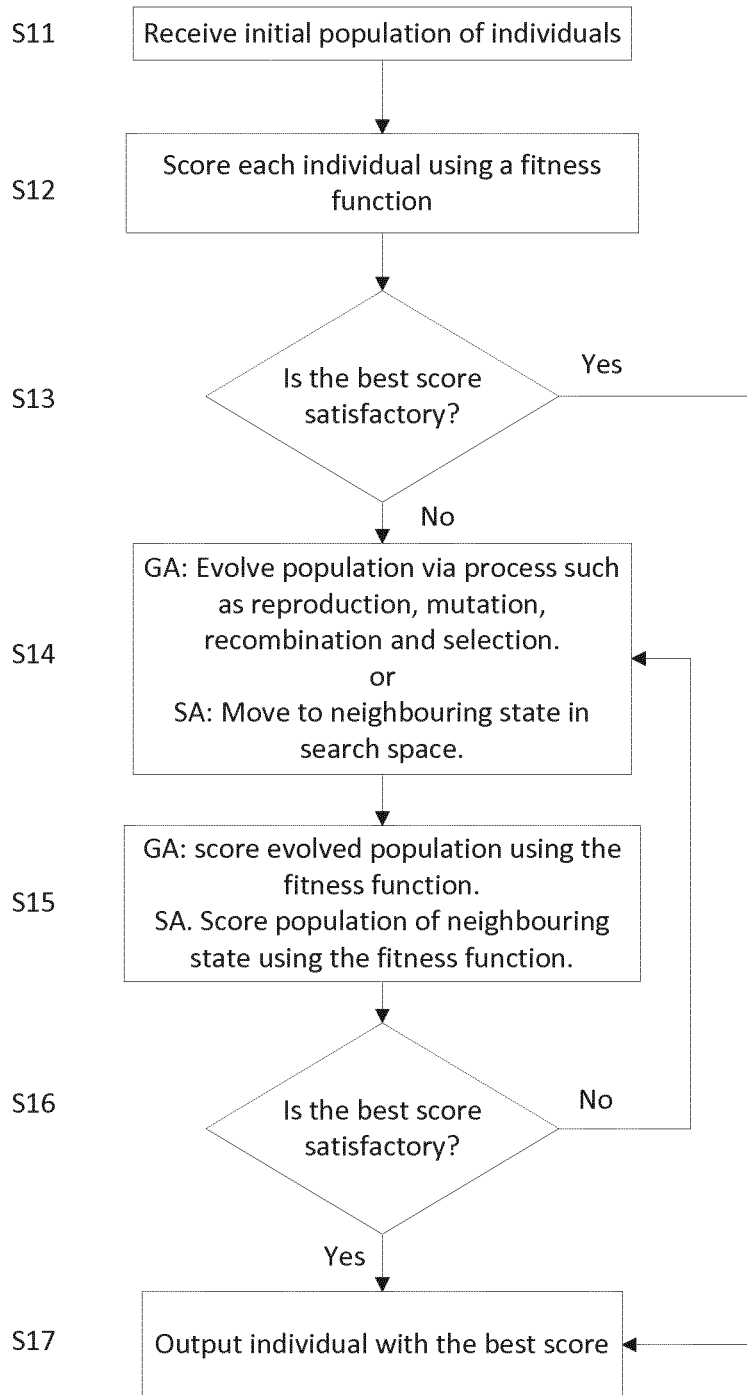 S11
Receive initial population of individuals
S12
Score each individual using a fitness
function
S13
Is the best score
satisfactory?
Yes
No
S14
GA: Evolve population via process such
as reproduction, mutation,
recombination and selection.
or
SA: Move to neighbouring state in
search space.
S15
GA: score evolved population using the
fitness function.
SA. Score population of neighbouring
state using the fitness function.
S16
Is the best score
satisfactory?
No
Yes
S17
Output individual with the best score